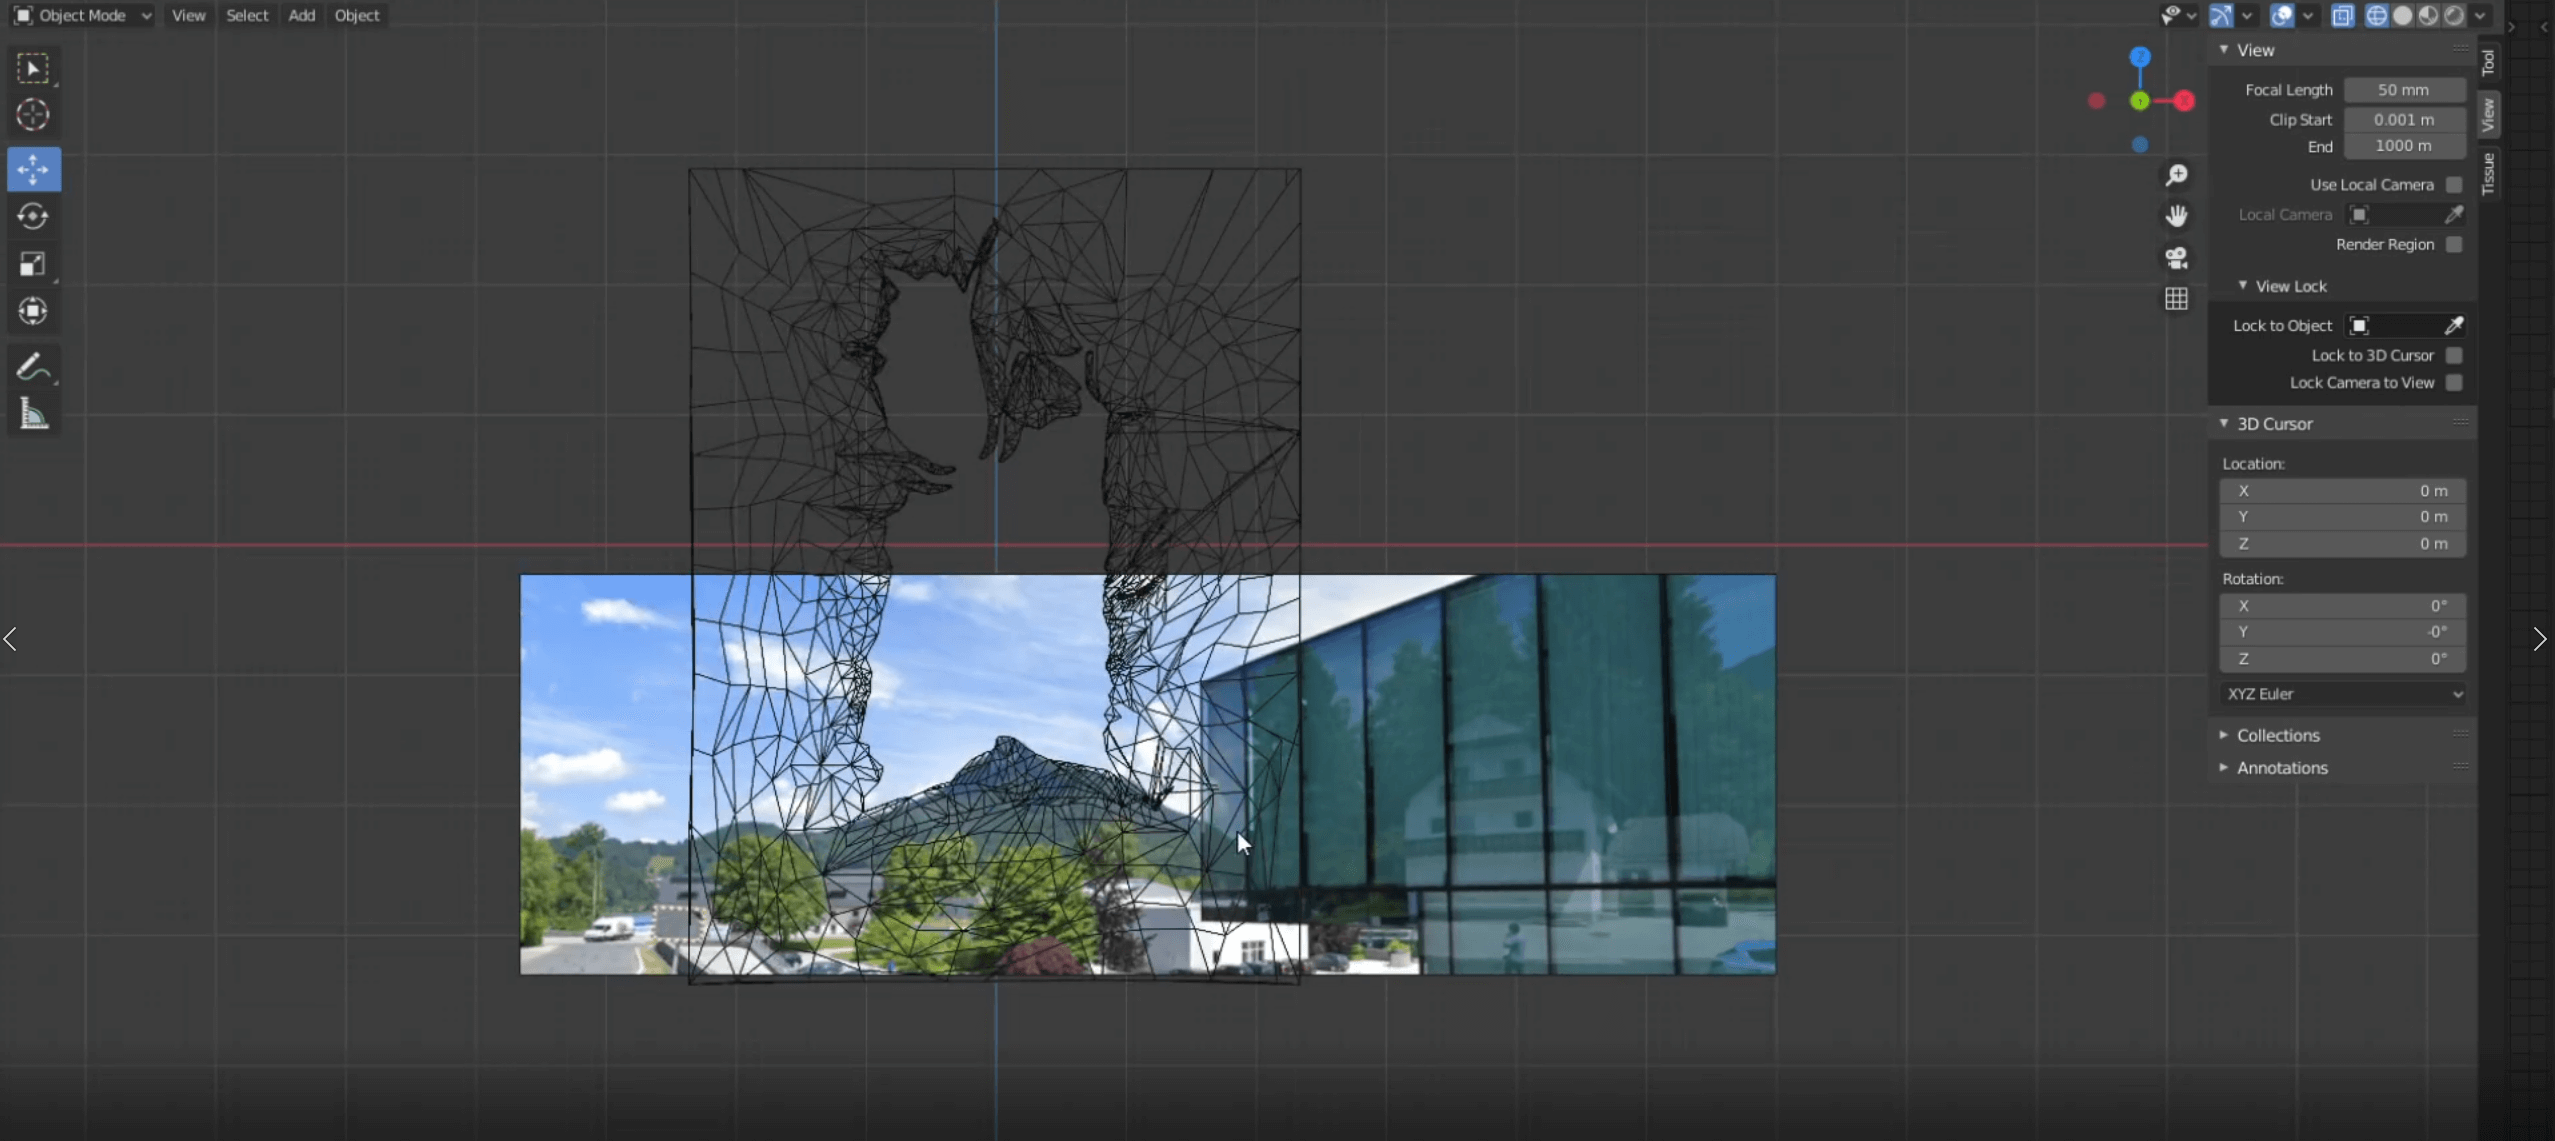 Object Mode View Select Add Object
View
Focal Length 50 mm
Clip Start 0.001 m
End 1000 m
Use Local Camera
Local Camera
Render Region
View Lock
Lock to Object
Lock to 3D Cursor
Lock Camera to View
3D Cursor
Location:
X 0 m
Y 0 m
Z 0 m
Rotation:
X 0°
Y -0°
Z 0°
XYZ Euler
Collections
Annotations
Tool
View
Tissue
Z
X